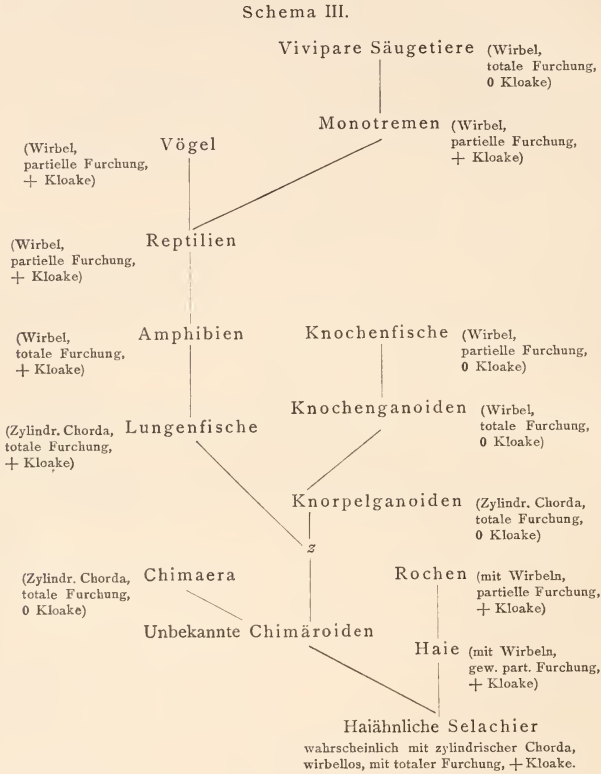 Schema III.
Vivipare Säugetiere (Wirbel,
totale Furchung,
0 Kloake)
Monotremen (Wirbel,
partielle Furchung,
+ Kloake)
(Wirbel, Vögel
partielle Furchung,
+ Kloake)
(Wirbel, Reptilien
partielle Furchung,
+ Kloake)
(Wirbel, Amphibien
totale Furchung,
+ Kloake)
Knochenfische (Wirbel,
partielle Furchung,
0 Kloake)
Knochenganoiden (Wirbel,
totale Furchung,
0 Kloake)
(Zylindr. Chorda, Lungenfische
totale Furchung,
+ Kloake)
Knorpelganoiden (Zylindr. Chorda,
totale Furchung,
0 Kloake)
z
(Zylindr. Chorda, Chimaera
totale Furchung,
0 Kloake)
Rochen (mit Wirbeln,
partielle Furchung,
+ Kloake)
Unbekannte Chimäroiden
Haie (mit Wirbeln,
gew. part. Furchung,
+ Kloake)
Haiähnliche Selachier
wahrscheinlich mit zylindrischer Chorda,
wirbellos, mit totaler Furchung, + Kloake.